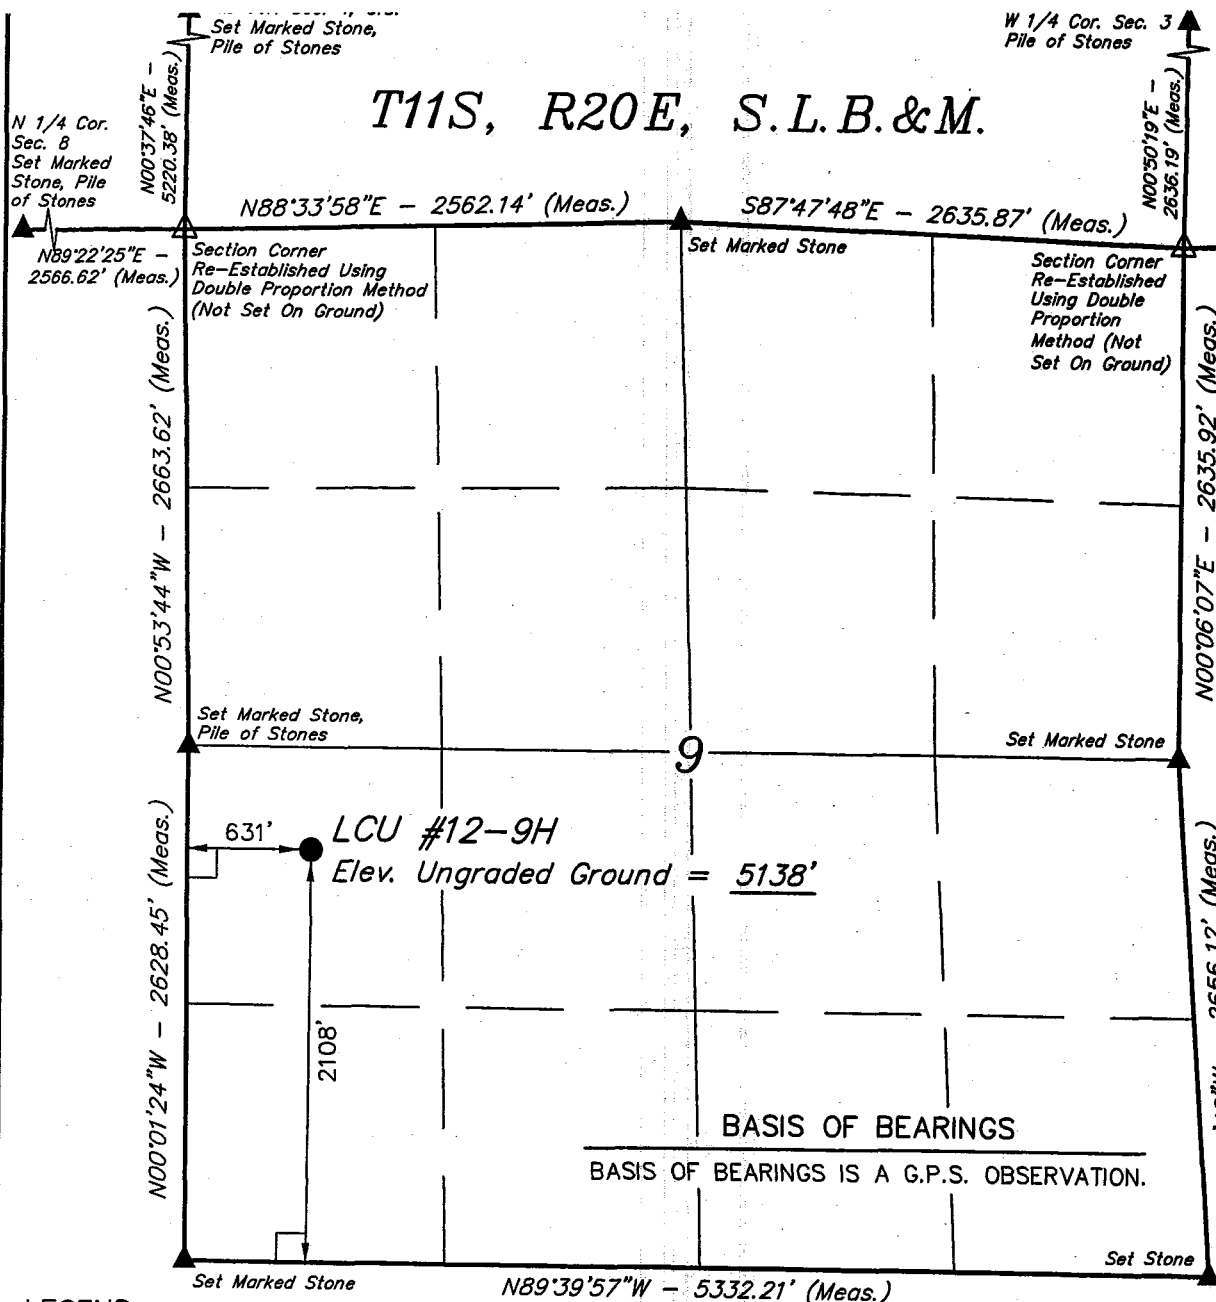 Set Marked Stone,
Pile of Stones
W 1/4 Cor. Sec. 3
Pile of Stones
N00°37'46"E –
5220.38' (Meas.)
T11S, R20E, S.L.B.&M.
N00°50'19"E –
2636.19' (Meas.)
N 1/4 Cor.
Sec. 8
Set Marked
Stone, Pile
of Stones
N88°33'58"E – 2562.14' (Meas.)
S87°47'48"E – 2635.87' (Meas.)
N89°22'25"E –
2566.62' (Meas.)
Section Corner
Re-Established Using
Double Proportion Method
(Not Set On Ground)
Set Marked Stone
Section Corner
Re-Established
Using Double
Proportion
Method (Not
Set On Ground)
N00°53'44"W – 2663.62' (Meas.)
N00°06'07"E – 2635.92' (Meas.)
Set Marked Stone,
Pile of Stones
9
Set Marked Stone
631'
LCU #12-9H
Elev. Ungraded Ground = 5138'
N00°01'24"W – 2628.45' (Meas.)
2656.12' (Meas.)
2108'
BASIS OF BEARINGS
BASIS OF BEARINGS IS A G.P.S. OBSERVATION.
Set Marked Stone
N89°39'57"W – 5332.21' (Meas.)
Set Stone